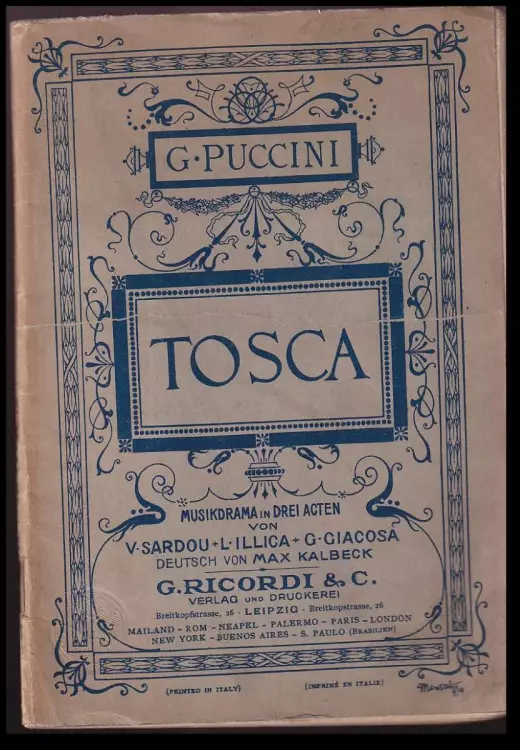 G·PUCCINI
TOSCA
MUSIKDRAMA IN DREI ACTEN
VON
V·SARDOU + L·ILLICA + G·GIACOSA
DEUTSCH VON MAX KALBECK
G.RICORDI & C.
VERLAG UND DRUCKEREI
Breitkopfstrasse, 26 · LEIPZIG · Breitkopstrasse, 26
MAILAND - ROM - NEAPEL - PALERMO - PARIS - LONDON
NEW YORK - BUENOS AIRES - S. PAULO (BRASILIEN)
(PRINTED IN ITALY) (IMPRIMÉ EN ITALIE)